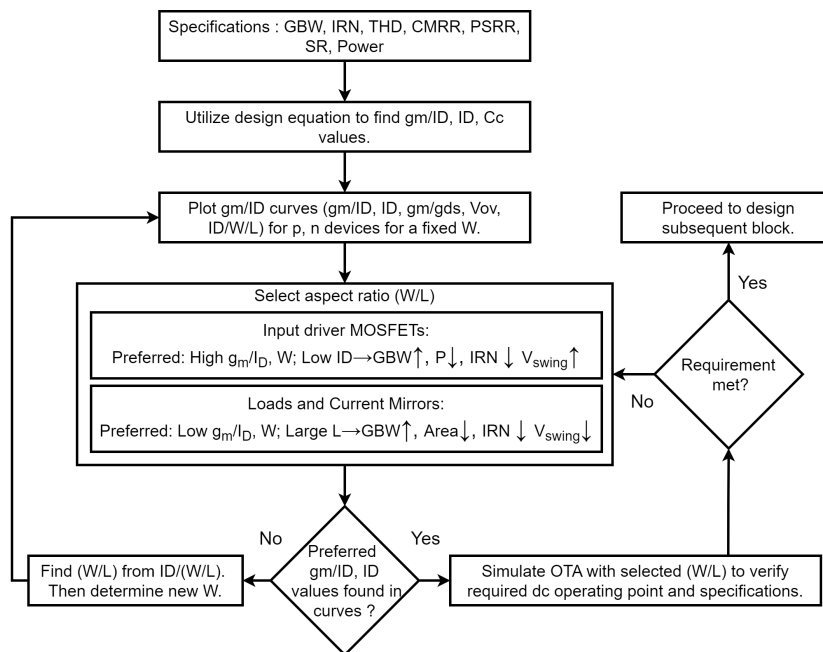 Specifications : GBW, IRN, THD, CMRR, PSRR,
SR, Power
Utilize design equation to find gm/ID, ID, Cc
values.
Plot gm/ID curves (gm/ID, ID, gm/gds, Vov,
ID/W/L) for p, n devices for a fixed W.
Proceed to design
subsequent block.
Yes
Select aspect ratio (W/L)
Input driver MOSFETs:
Preferred: High gm/ID, W; Low ID→GBW↑, P↓, IRN ↓ Vswing↑
Requirement
met?
No
Loads and Current Mirrors:
Preferred: Low gm/ID, W; Large L→GBW↑, Area↓, IRN ↓ Vswing↓
No
Yes
Preferred
gm/ID, ID
values found in
curves ?
Find (W/L) from ID/(W/L).
Then determine new W.
Simulate OTA with selected (W/L) to verify
required dc operating point and specifications.